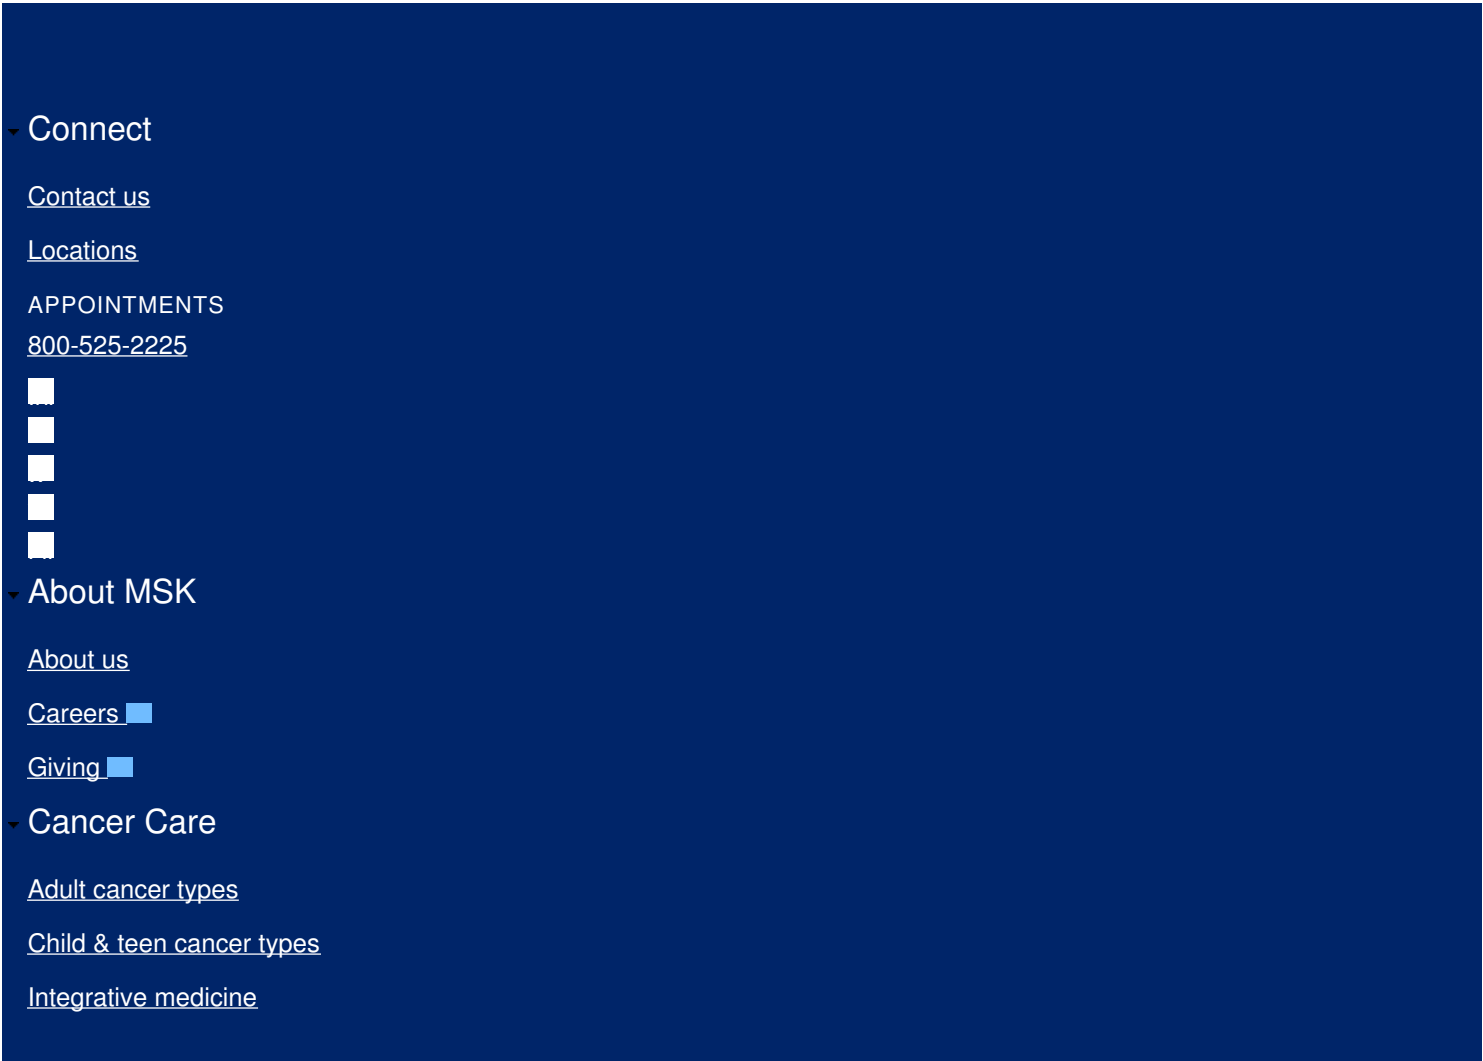 Connect
Contact us
Locations
APPOINTMENTS
800-525-2225
About MSK
About us
Careers
Giving
Cancer Care
Adult cancer types
Child & teen cancer types
Integrative medicine